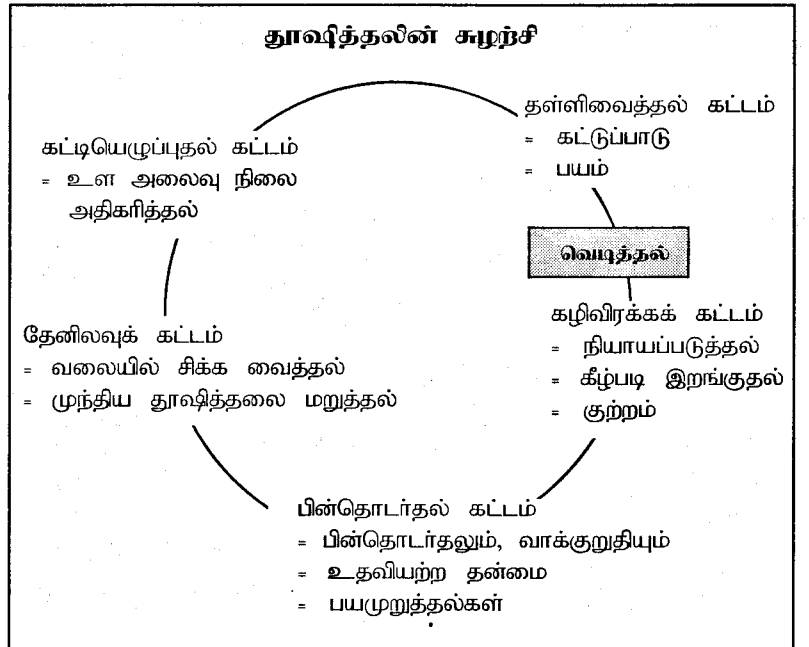 தூஷித்தலின் சுழற்சி
தள்ளிவைத்தல் கட்டம்
= கட்டுப்பாடு
= பயம்
வெடித்தல்
கழிவிரக்கக் கட்டம்
= நியாயப்படுத்தல்
= கீழ்படி இறங்குதல்
= குற்றம்
பின்தொடர்தல் கட்டம்
= பின்தொடர்தலும், வாக்குறுதியும்
= உதவியற்ற தன்மை
= பயமுறுத்தல்கள்
தேனிலவுக் கட்டம்
= வலையில் சிக்க வைத்தல்
= முந்திய தூஷித்தலை மறுத்தல்
கட்டியெழுப்புதல் கட்டம்
= உள அலைவு நிலை
அதிகரித்தல்